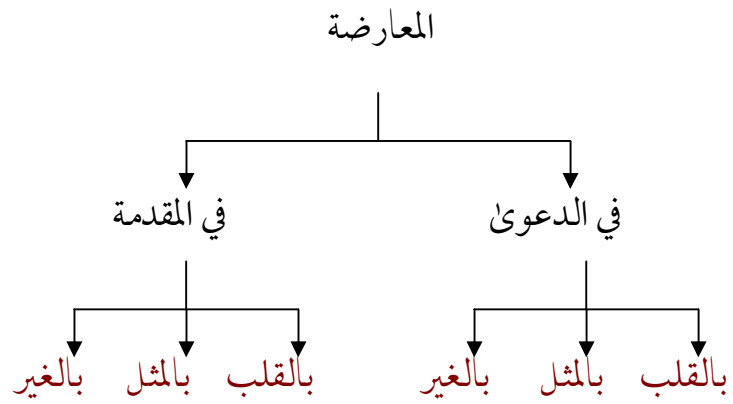 المعارضة
في الدعوىٰ في المقدمة
بالقلب بالمثل بالغير بالقلب بالمثل بالغير